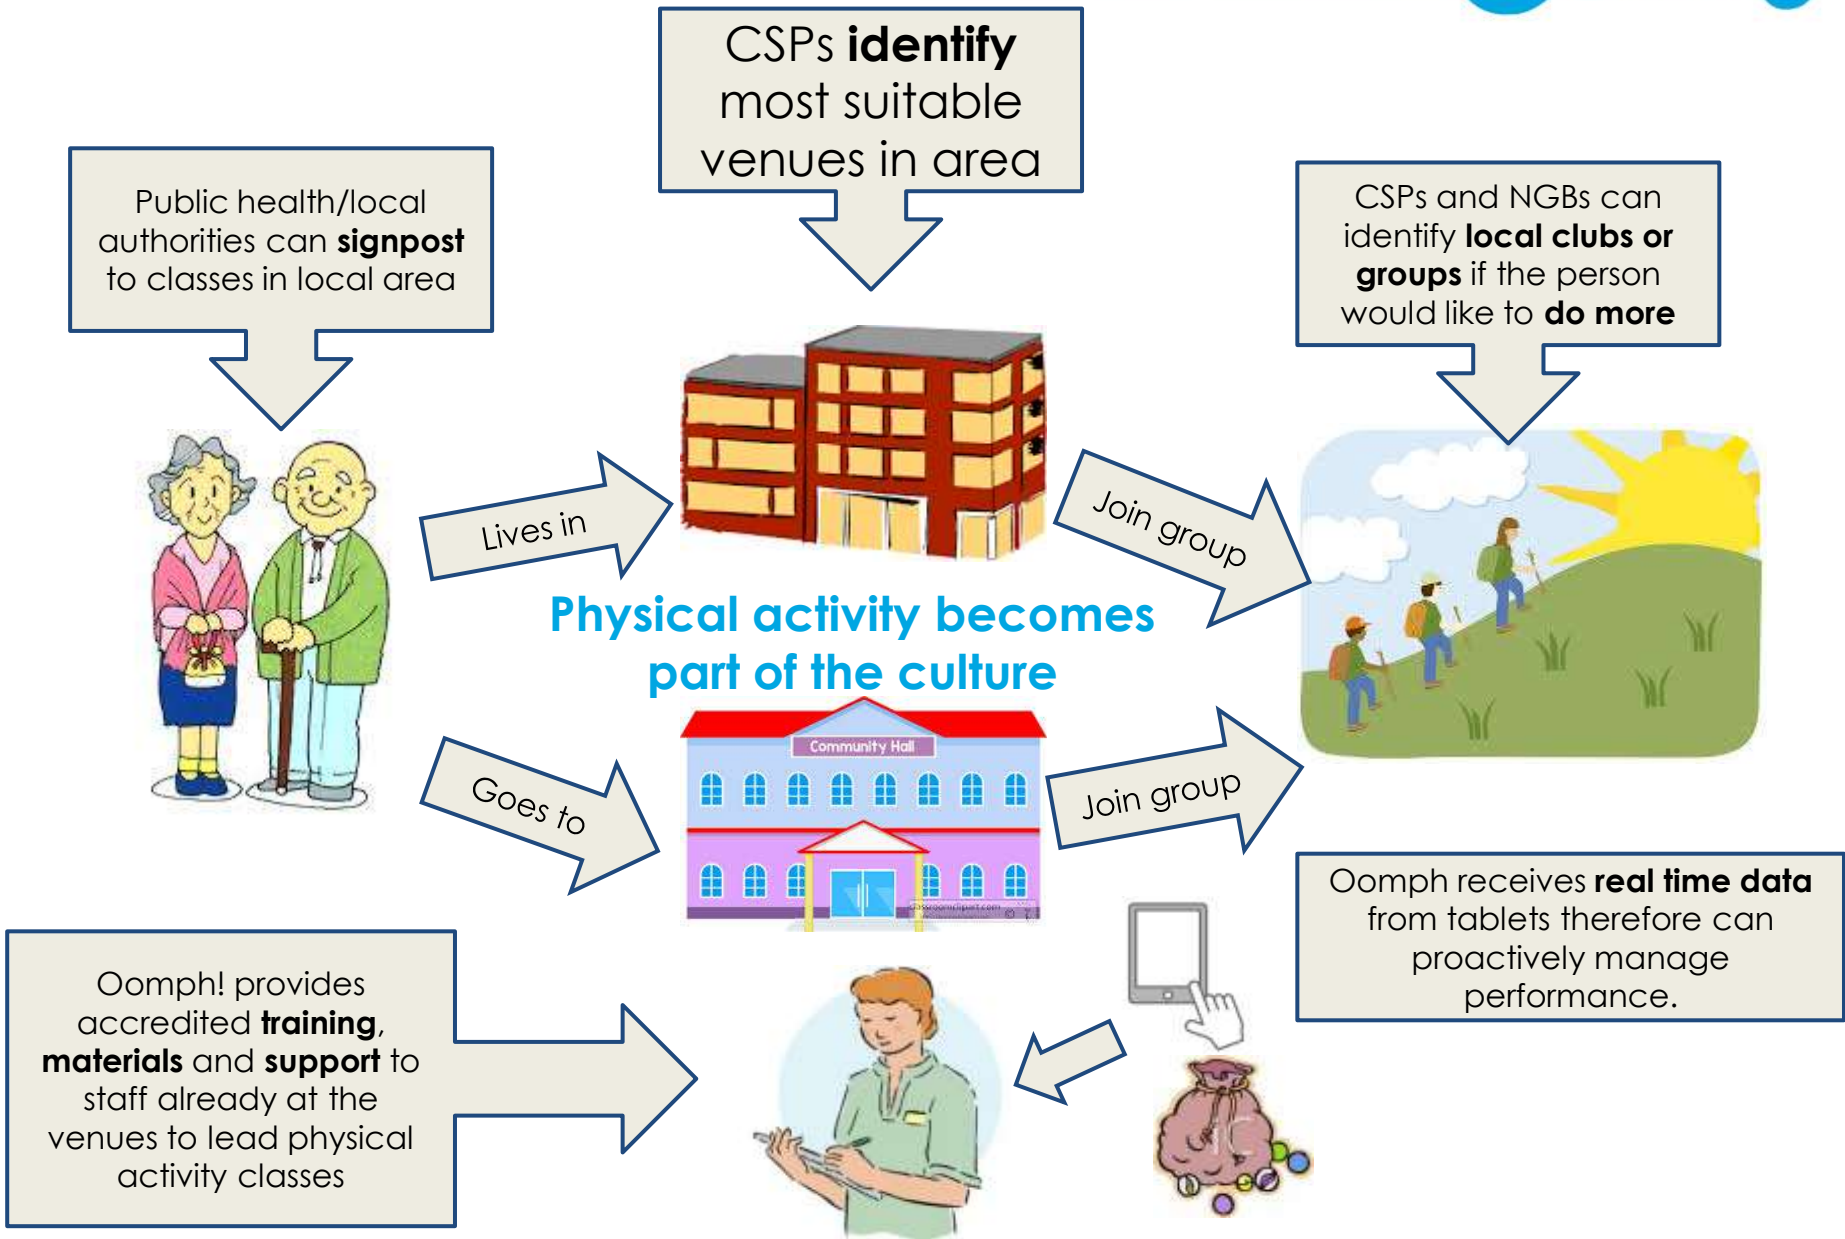 CSPs identify
most suitable
venues in area
Public health/local
authorities can signpost
to classes in local area
CSPs and NGBs can
identify local clubs or
groups if the person
would like to do more
Lives in
Join group
Physical activity becomes
part of the culture
Goes to
Community Hall
Join group
classroomclipart.com
Oomph receives real time data
from tablets therefore can
proactively manage
performance.
Oomph! provides
accredited training,
materials and support to
staff already at the
venues to lead physical
activity classes